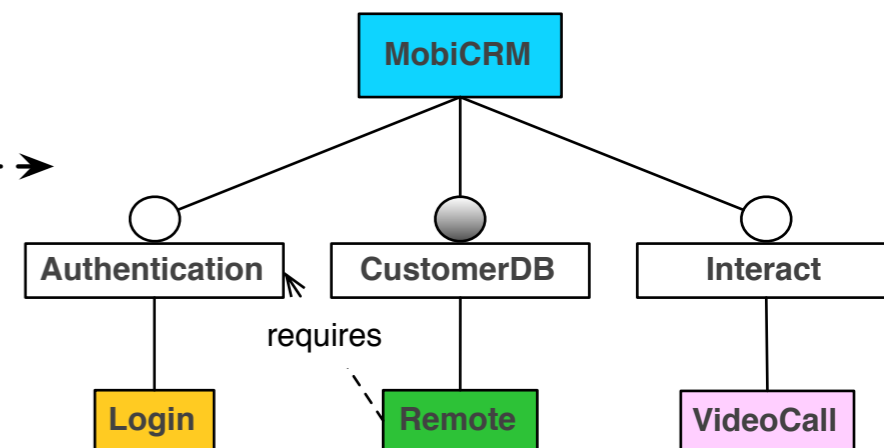 MobiCRM
Authentication
CustomerDB
Interact
requires
Login
Remote
VideoCall